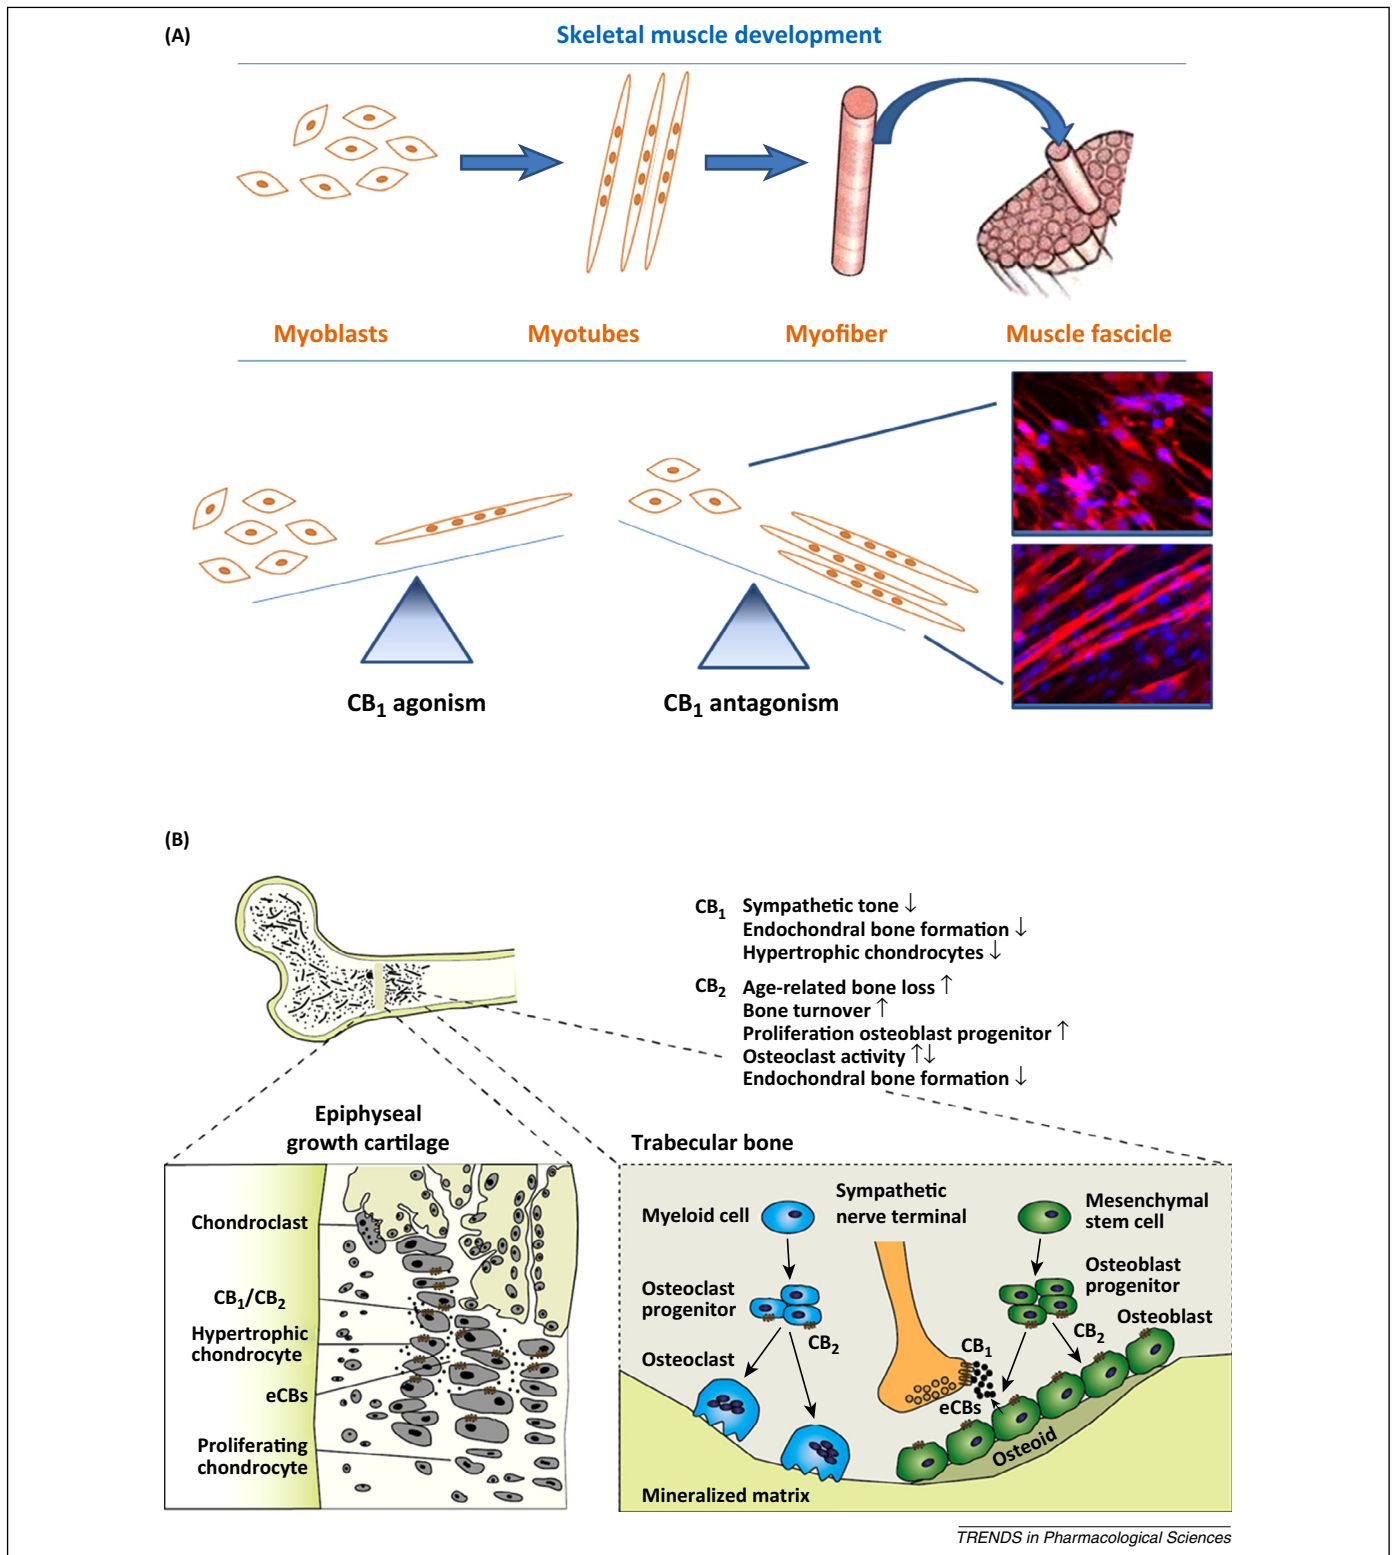 (A)
Skeletal muscle development
Myoblasts
Myotubes
Myofiber
Muscle fascicle
CB1 agonism
CB1 antagonism
(B)
CB1 Sympathetic tone ↓
Endochondral bone formation ↓
Hypertrophic chondrocytes ↓
CB2 Age-related bone loss ↑
Bone turnover ↑
Proliferation osteoblast progenitor ↑
Osteoclast activity ↑↓
Endochondral bone formation ↓
Epiphyseal
growth cartilage
Chondroclast
CB1/CB2
Hypertrophic
chondrocyte
eCBs
Proliferating
chondrocyte
Trabecular bone
Myeloid cell
Sympathetic
nerve terminal
Mesenchymal
stem cell
Osteoclast
progenitor
Osteoblast
progenitor
Osteoblast
CB2
CB2
CB1
Osteoclast
eCBs
Osteoid
Mineralized matrix
TRENDS in Pharmacological Sciences